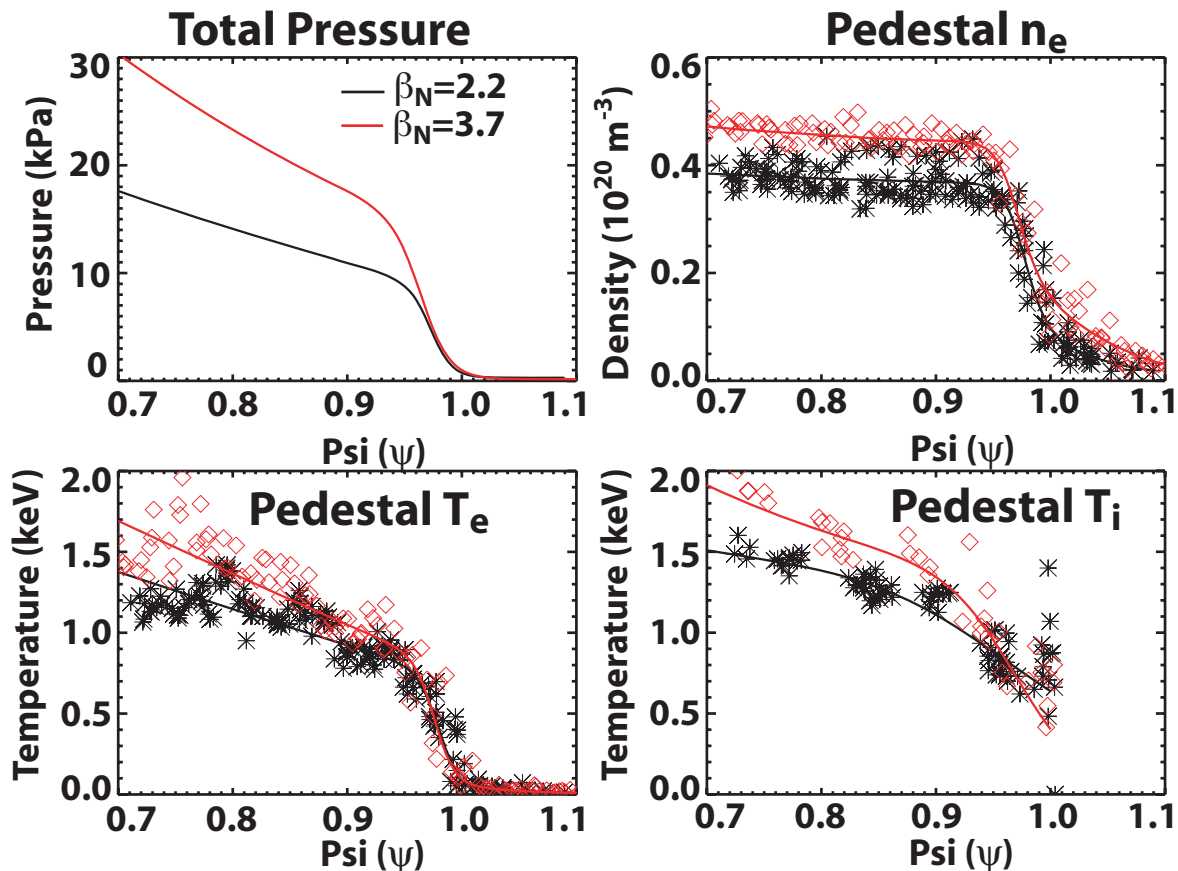 Total Pressure
Pressure (kPa)
30
20
10
0
β_N=2.2
β_N=3.7
0.7 0.8 0.9 1.0 1.1
Psi (ψ)
Pedestal n_e
Density (10^20 m^-3)
0.6
0.4
0.2
0.0
0.7 0.8 0.9 1.0 1.1
Psi (ψ)
Pedestal T_e
Temperature (keV)
2.0
1.5
1.0
0.5
0.0
0.7 0.8 0.9 1.0 1.1
Psi (ψ)
Pedestal T_i
Temperature (keV)
2.0
1.5
1.0
0.5
0.0
0.7 0.8 0.9 1.0 1.1
Psi (ψ)